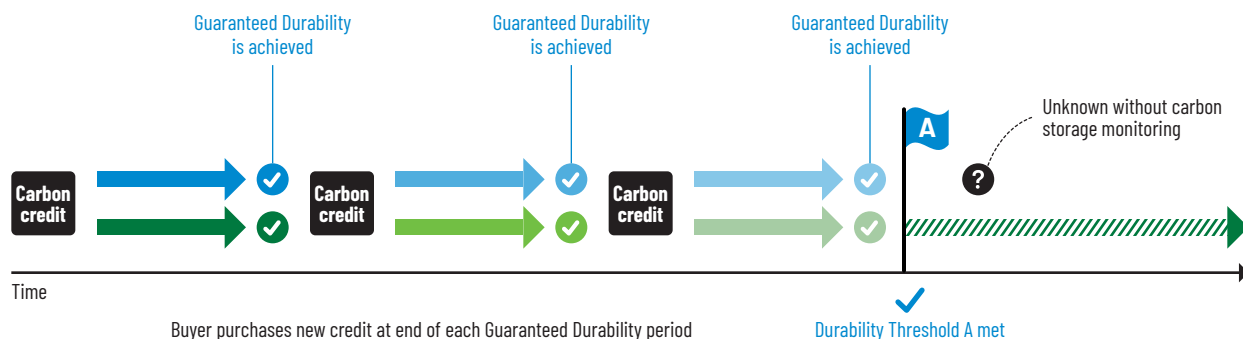 Guaranteed Durability
is achieved
Guaranteed Durability
is achieved
Guaranteed Durability
is achieved
A
Unknown without carbon
storage monitoring
?
Carbon
credit
Carbon
credit
Carbon
credit
Time
Buyer purchases new credit at end of each Guaranteed Durability period
Durability Threshold A met